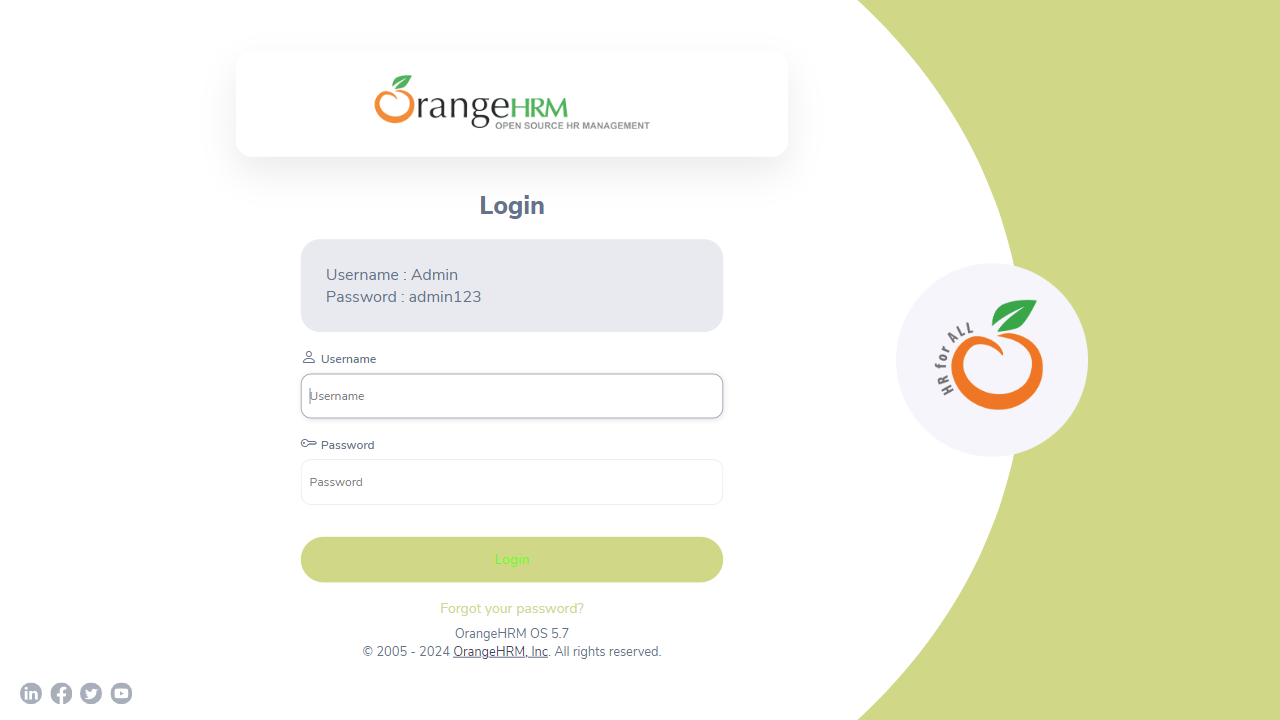 OrangeHRM
OPEN SOURCE HR MANAGEMENT
Login
Username : Admin
Password : admin123
Username
Username
Password
Password
Login
Forgot your password?
OrangeHRM OS 5.7
© 2005 - 2024 OrangeHRM, Inc. All rights reserved.
HR for ALL